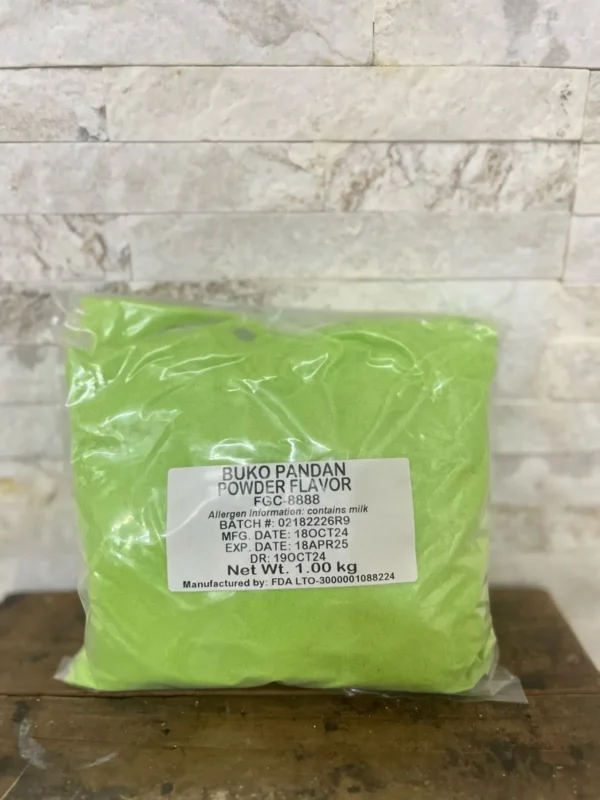 BUKO PANDAN
POWDER FLAVOR
FGC-8888
Allergen Information: contains milk
BATCH #: 02182226R9
MFG. DATE: 18OCT24
EXP. DATE: 18APR25
DR: 19OCT24
Net Wt. 1.00 kg
Manufactured by: FDA LTO-3000001088224